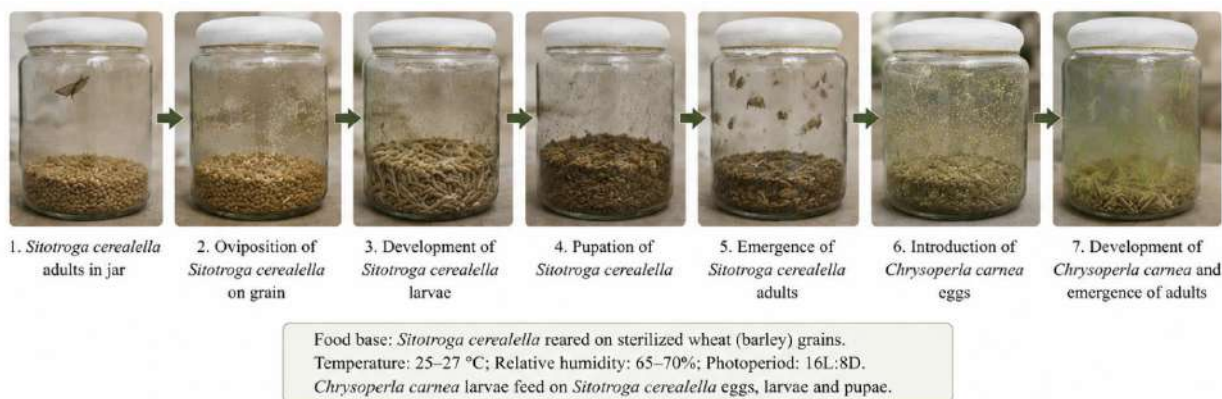 1. Sitotroga cerealella
adults in jar
2. Oviposition of
Sitotroga cerealella
on grain
3. Development of
Sitotroga cerealella
larvae
4. Pupation of
Sitotroga cerealella
5. Emergence of
Sitotroga cerealella
adults
6. Introduction of
Chrysoperla carnea
eggs
7. Development of
Chrysoperla carnea and
emergence of adults
Food base: Sitotroga cerealella reared on sterilized wheat (barley) grains.
Temperature: 25–27 °C; Relative humidity: 65–70%; Photoperiod: 16L:8D.
Chrysoperla carnea larvae feed on Sitotroga cerealella eggs, larvae and pupae.